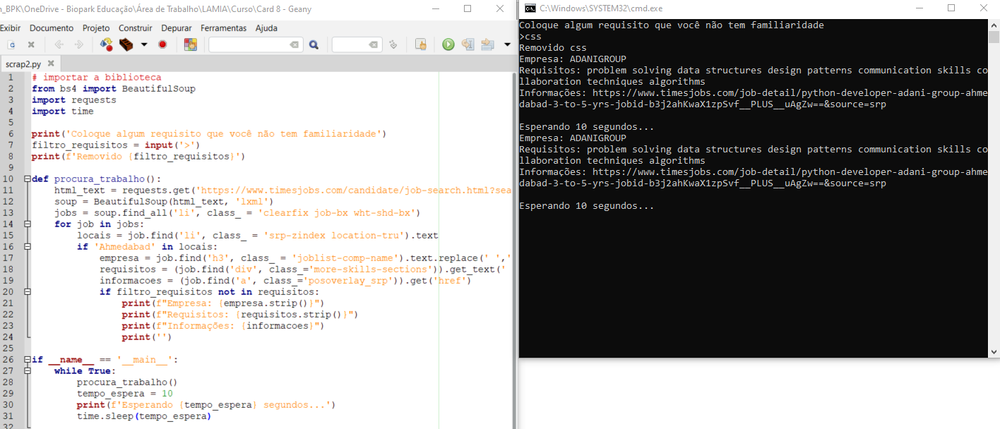 _BPK\OneDrive - Biopark Educação\Área de Trabalho\LAMIA\Curso\Card 8 - Geany
Exibir Documento Projeto Construir Depurar Ferramentas Ajuda
scrap2.py
1 # importar a biblioteca
2 from bs4 import BeautifulSoup
3 import requests
4 import time
5
6 print('Coloque algum requisito que você não tem familiaridade')
7 filtro_requisitos = input('>')
8 print(f'Removido {filtro_requisitos}')
9
10 def procura_trabalho():
11 html_text = requests.get('https://www.timesjobs.com/candidate/job-search.html?sea
12 soup = BeautifulSoup(html_text, 'lxml')
13 jobs = soup.find_all('li', class_ = 'clearfix job-bx wht-shd-bx')
14 for job in jobs:
15 locais = job.find('li', class_ = 'srp-zindex location-tru').text
16 if 'Ahmedabad' in locais:
17 empresa = job.find('h3', class_ = 'joblist-comp-name').text.replace(' ','
18 requisitos = (job.find('div', class_='more-skills-sections')).get_text('
19 informacoes = (job.find('a', class_='posoverlay_srp')).get('href')
20 if filtro_requisitos not in requisitos:
21 print(f"Empresa: {empresa.strip()}")
22 print(f"Requisitos: {requisitos.strip()}")
23 print(f"Informações: {informacoes}")
24 print('')
25
26 if __name__ == '__main__':
27 while True:
28 procura_trabalho()
29 tempo_espera = 10
30 print(f'Esperando {tempo_espera} segundos...')
31 time.sleep(tempo_espera)
32
C:\Windows\SYSTEM32\cmd.exe
Coloque algum requisito que você não tem familiaridade
>css
Removido css
Empresa: ADANIGROUP
Requisitos: problem solving data structures design patterns communication skills co
llaboration techniques algorithms
Informações: https://www.timesjobs.com/job-detail/python-developer-adani-group-ahme
dabad-3-to-5-yrs-jobid-b3j2ahKwaX1zpSvf__PLUS__uAgZw==&source=srp
Esperando 10 segundos...
Empresa: ADANIGROUP
Requisitos: problem solving data structures design patterns communication skills co
llaboration techniques algorithms
Informações: https://www.timesjobs.com/job-detail/python-developer-adani-group-ahme
dabad-3-to-5-yrs-jobid-b3j2ahKwaX1zpSvf__PLUS__uAgZw==&source=srp
Esperando 10 segundos...